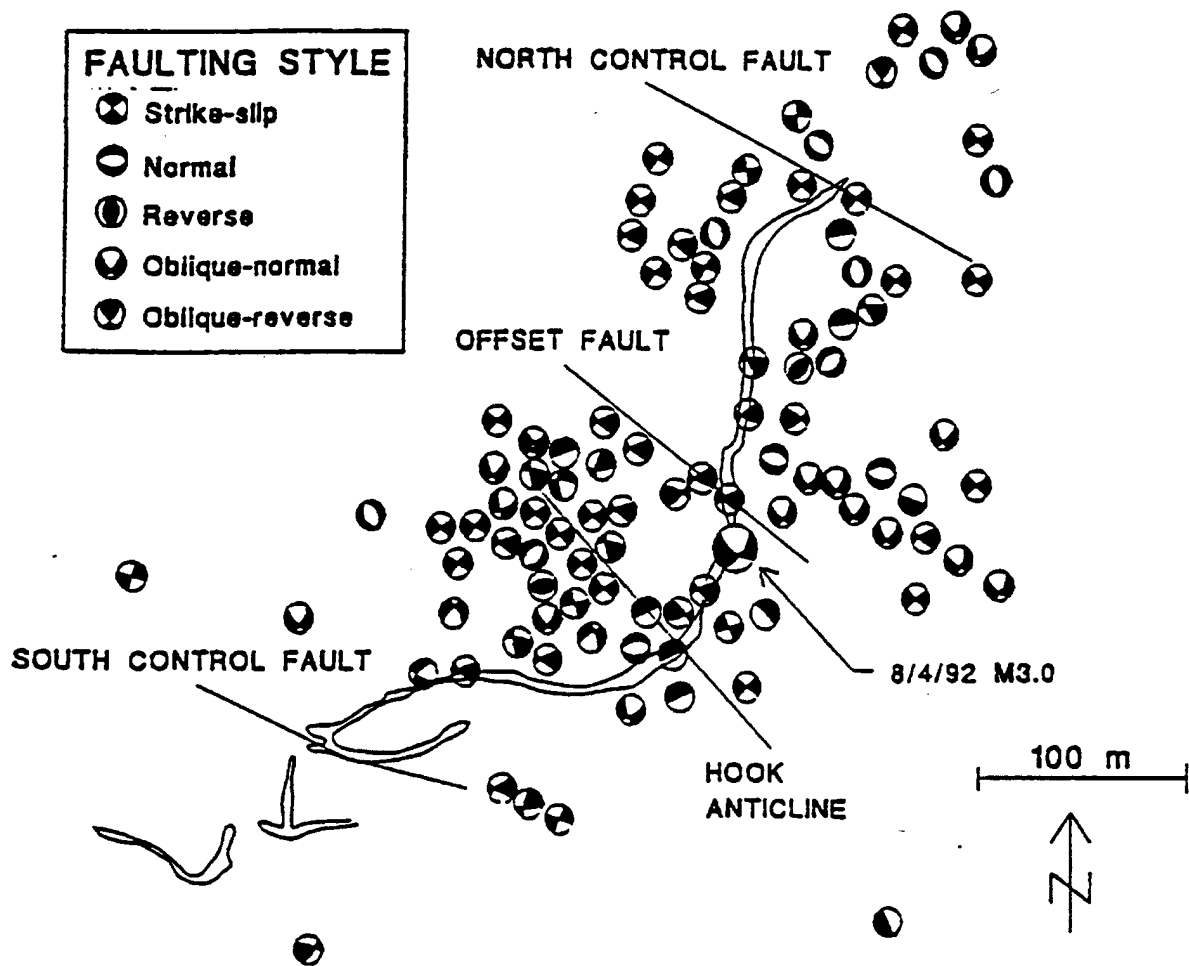 FAULTING STYLE
Strike-slip
Normal
Reverse
Oblique-normal
Oblique-reverse
NORTH CONTROL FAULT
OFFSET FAULT
SOUTH CONTROL FAULT
8/4/92 M3.0
HOOK
ANTICLINE
100 m
N